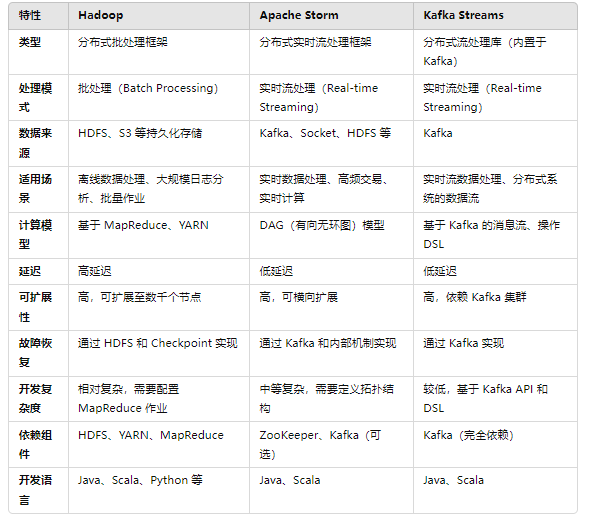 特性 Hadoop Apache Storm Kafka Streams
类型 分布式批处理框架 分布式实时流处理框架 分布式流处理库（内置于
Kafka）
处理模
式 批处理（Batch Processing） 实时流处理（Real-time
Streaming） 实时流处理（Real-time
Streaming）
数据来
源 HDFS、S3 等持久化存储 Kafka、Socket、HDFS 等 Kafka
适用场
景 离线数据处理、大规模日志分
析、批量作业 实时数据处理、高频交易、
实时计算 实时流数据处理、分布式系
统的数据流
计算模
型 基于 MapReduce、YARN DAG（有向无环图）模型 基于 Kafka 的消息流、操作
DSL
延迟 高延迟 低延迟 低延迟
可扩展
性 高，可扩展至数千个节点 高，可横向扩展 高，依赖 Kafka 集群
故障恢
复 通过 HDFS 和 Checkpoint 实现 通过 Kafka 和内部机制实现 通过 Kafka 实现
开发复
杂度 相对复杂，需要配置
MapReduce 作业 中等复杂，需要定义拓扑结
构 较低，基于 Kafka API 和
DSL
依赖组
件 HDFS、YARN、MapReduce ZooKeeper、Kafka（可
选） Kafka（完全依赖）
开发语
言 Java、Scala、Python 等 Java、Scala Java、Scala